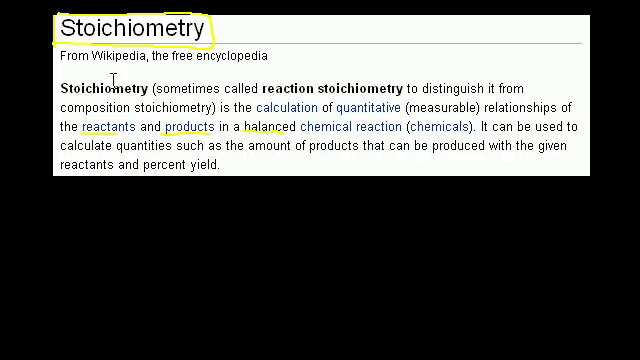 Stoichiometry
From Wikipedia, the free encyclopedia
Stoichiometry (sometimes called reaction stoichiometry to distinguish it from
composition stoichiometry) is the calculation of quantitative (measurable) relationships of
the reactants and products in a balanced chemical reaction (chemicals). It can be used to
calculate quantities such as the amount of products that can be produced with the given
reactants and percent yield.